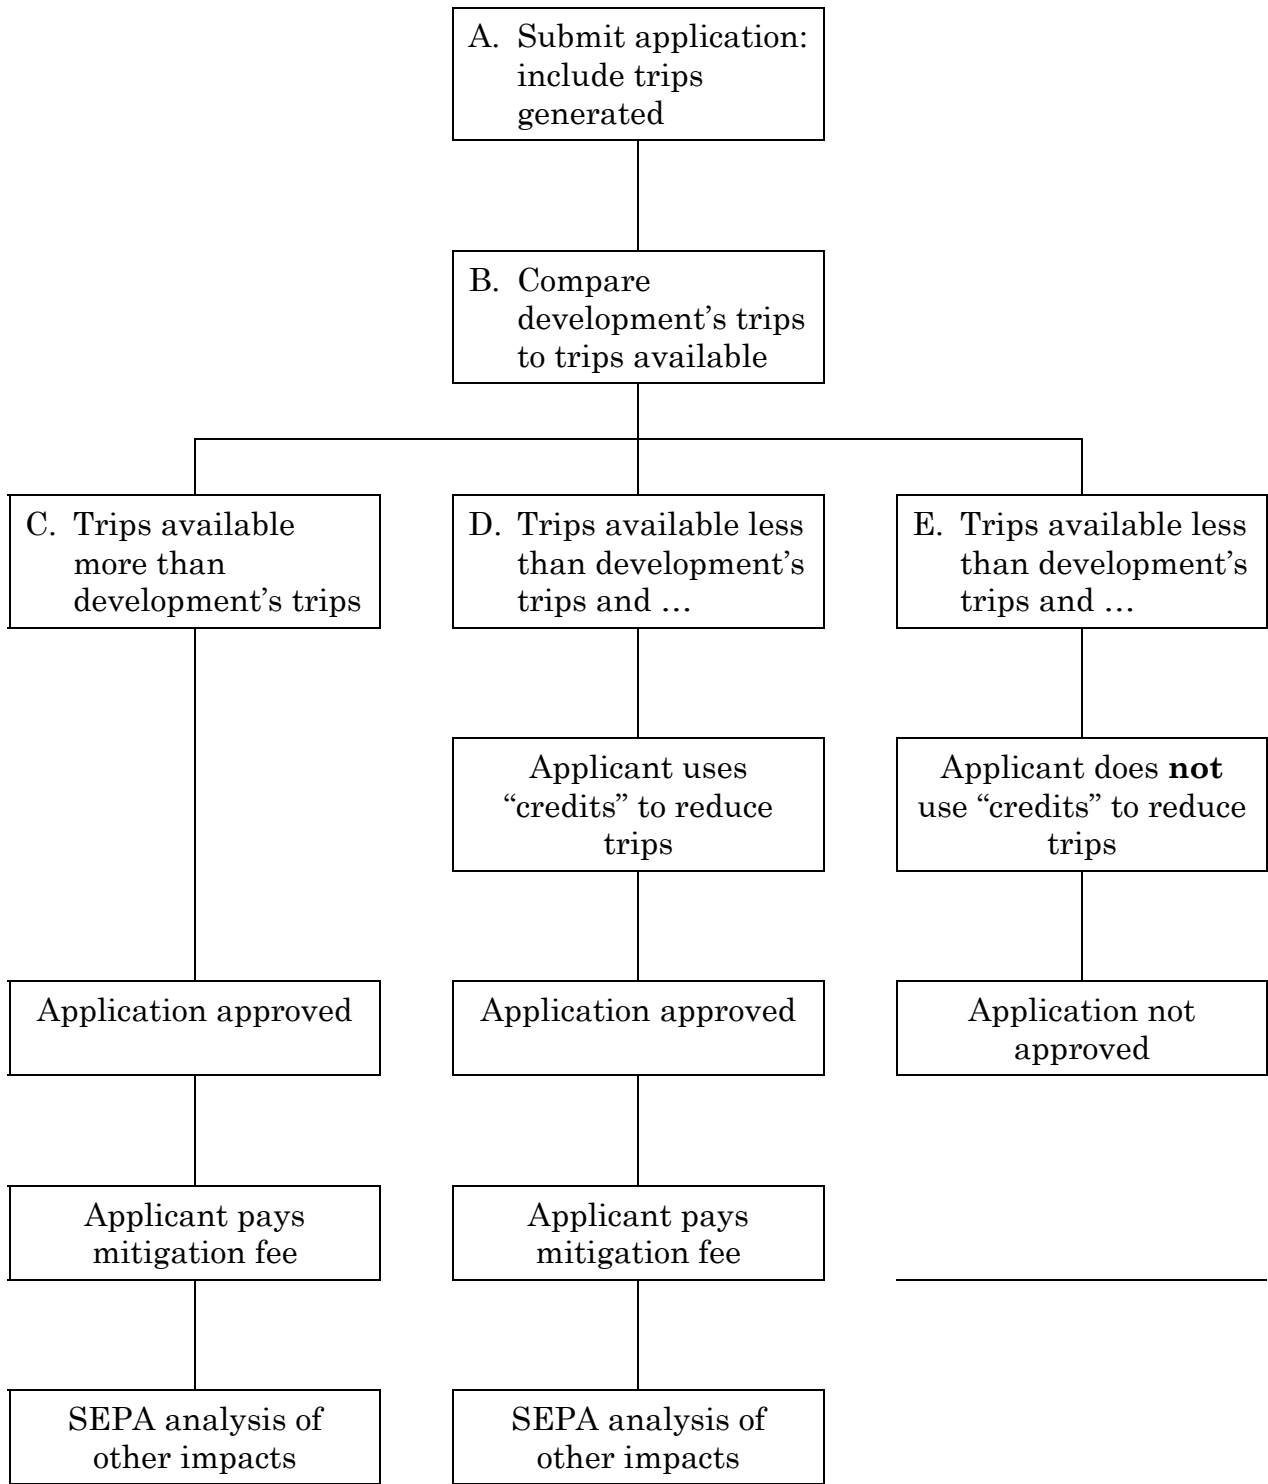 A. Submit application:
include trips
generated
B. Compare
development’s trips
to trips available
C. Trips available
more than
development’s trips
D. Trips available less
than development’s
trips and …
E. Trips available less
than development’s
trips and …
Applicant uses
“credits” to reduce
trips
Applicant does not
use “credits” to reduce
trips
Application approved
Application approved
Application not
approved
Applicant pays
mitigation fee
Applicant pays
mitigation fee
SEPA analysis of
other impacts
SEPA analysis of
other impacts